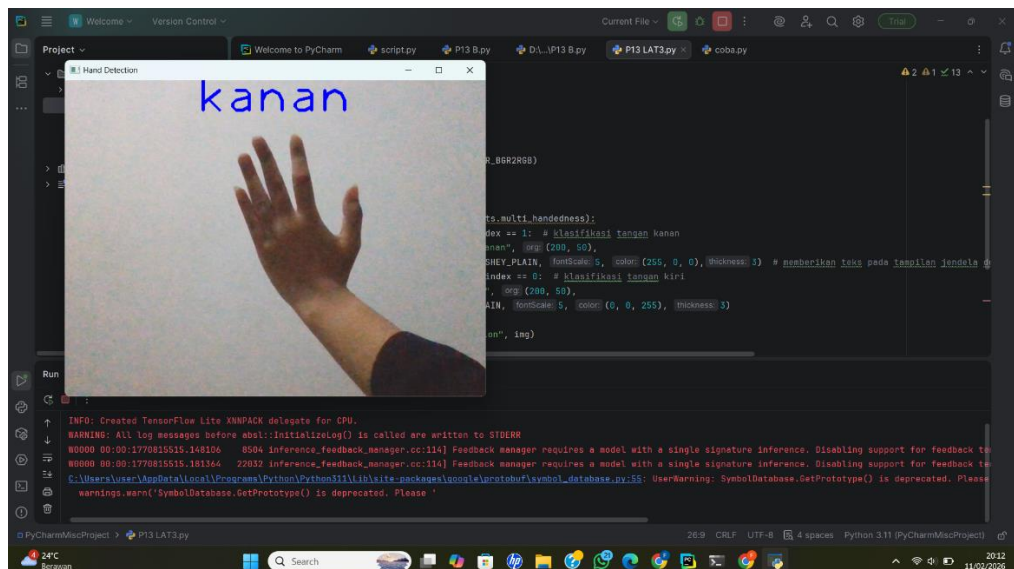 W Welcome Version Control Current File Trial
Project
Welcome to PyCharm script.py P13 B.py D:\...\P13 B.py P13 LAT3.py coba.py
Hand Detection
2 1 13
kanan
R_BGR2RGB)
ts.multi_handedness):
dex == 1: # klasifikasi tangan kanan
anan", org: (200, 50),
SHEY_PLAIN, fontScale: 5, color: (255, 0, 0), thickness: 3) # memberikan teks pada tampilan jendela d
index == 0: # klasifikasi tangan kiri
", org: (200, 50),
AIN, fontScale: 5, color: (0, 0, 255), thickness: 3)
on", img)
Run
INFO: Created TensorFlow Lite XNNPACK delegate for CPU.
WARNING: All log messages before absl::InitializeLog() is called are written to STDERR
W0000 00:00:1770815515.148106 8504 inference_feedback_manager.cc:114] Feedback manager requires a model with a single signature inference. Disabling support for feedback te
W0000 00:00:1770815515.181364 22032 inference_feedback_manager.cc:114] Feedback manager requires a model with a single signature inference. Disabling support for feedback te
C:\Users\user\AppData\Local\Programs\Python\Python311\Lib\site-packages\google\protobuf\symbol_database.py:55: UserWarning: SymbolDatabase.GetPrototype() is deprecated. Please
warnings.warn('SymbolDatabase.GetPrototype() is deprecated. Please '
PyCharmMiscProject > P13 LAT3.py 26:9 CRLF UTF-8 4 spaces Python 3.11 (PyCharmMiscProject)
24°C
Berawan
Search
20:12
11/02/2026